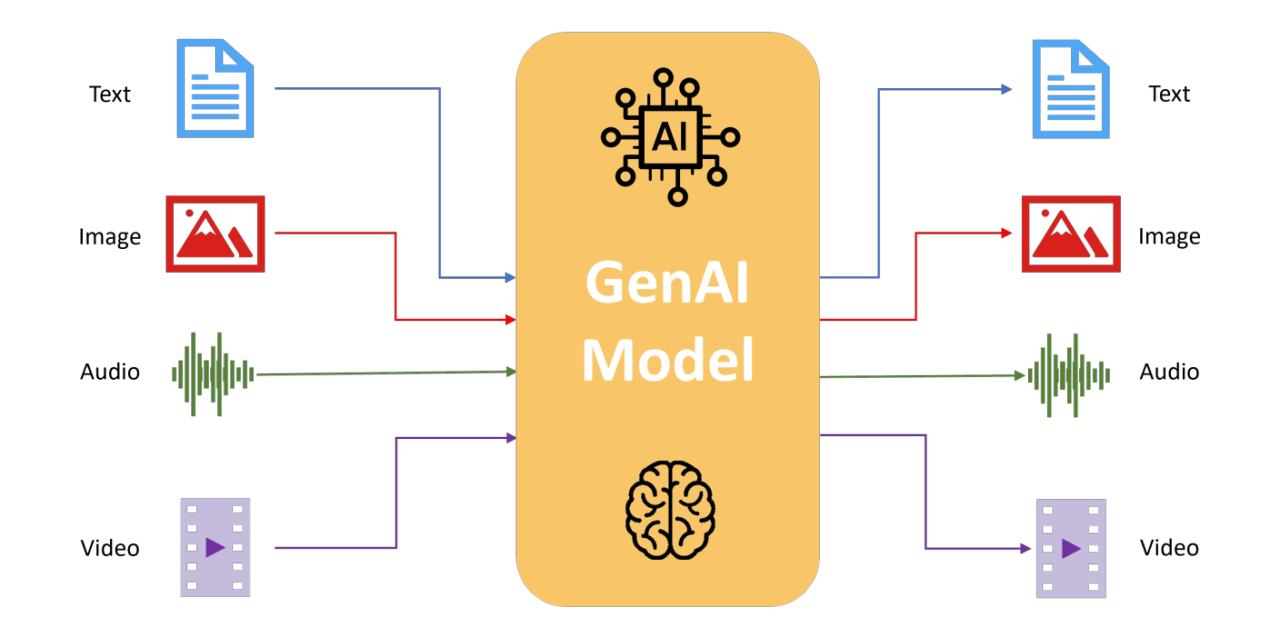 Text
Image
Audio
Video
AI
GenAI
Model
Text
Image
Audio
Video